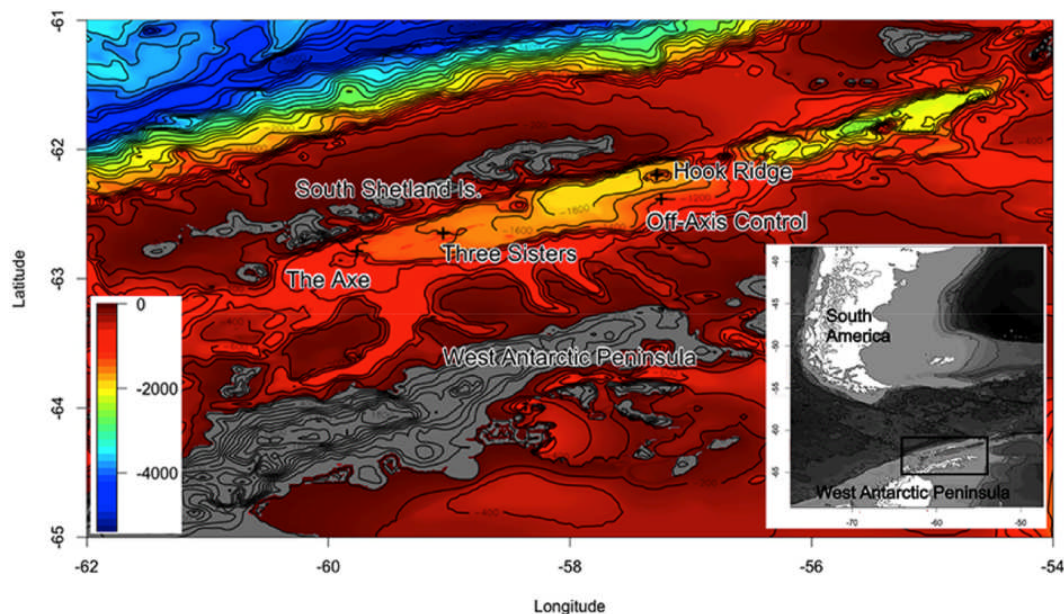 -61
-62
-63
-64
-65
Latitude
South Shetland Is.
Hook Ridge
-1200
-1800
-1600
Off-Axis Control
Three Sisters
The Axe
West Antarctic Peninsula
0
-2000
-4000
-400
South
America
West Antarctic Peninsula
-70
-60
-50
-62
-60
-58
-56
-54
Longitude